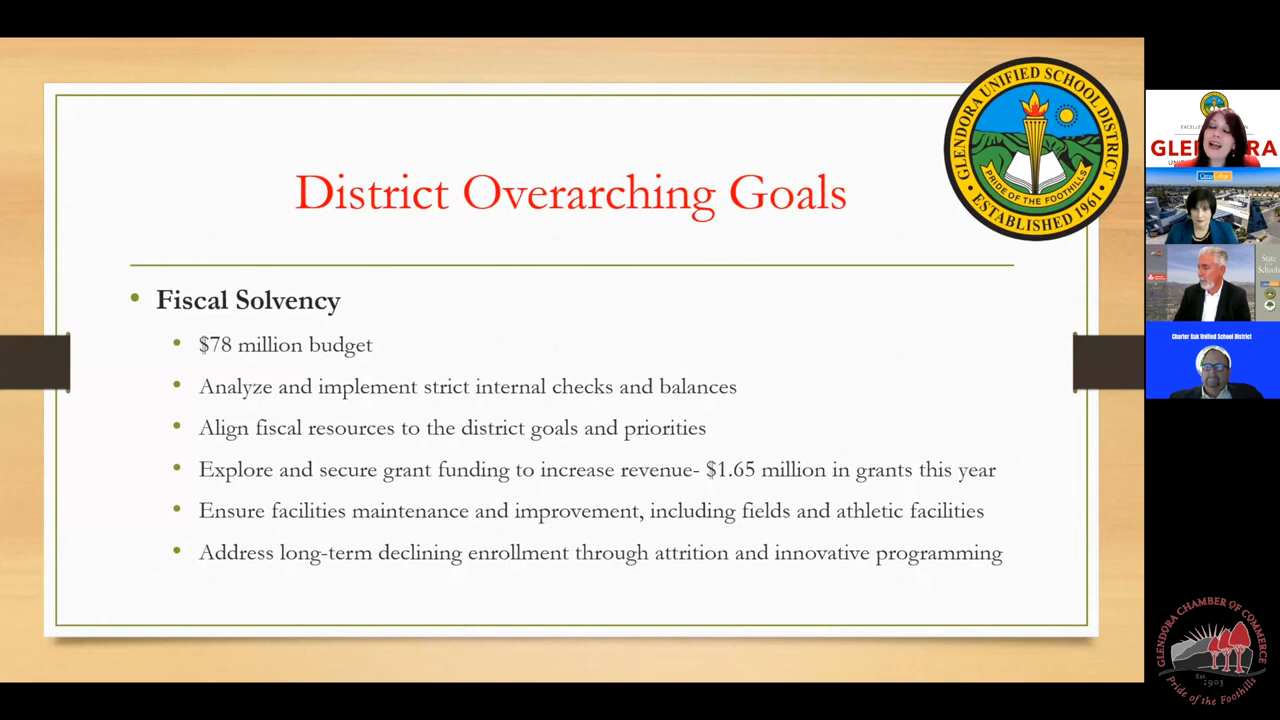 District Overarching Goals
• Fiscal Solvency
• $78 million budget
• Analyze and implement strict internal checks and balances
• Align fiscal resources to the district goals and priorities
• Explore and secure grant funding to increase revenue- $1.65 million in grants this year
• Ensure facilities maintenance and improvement, including fields and athletic facilities
• Address long-term declining enrollment through attrition and innovative programming
GLENDORA UNIFIED SCHOOL DISTRICT
PRIDE OF THE FOOTHILLS
• ESTABLISHED 1961 •
State
Schools
Charter Oak Unified School District
GLENDORA CHAMBER OF COMMERCE
Est.
1903
Pride of the Foothills